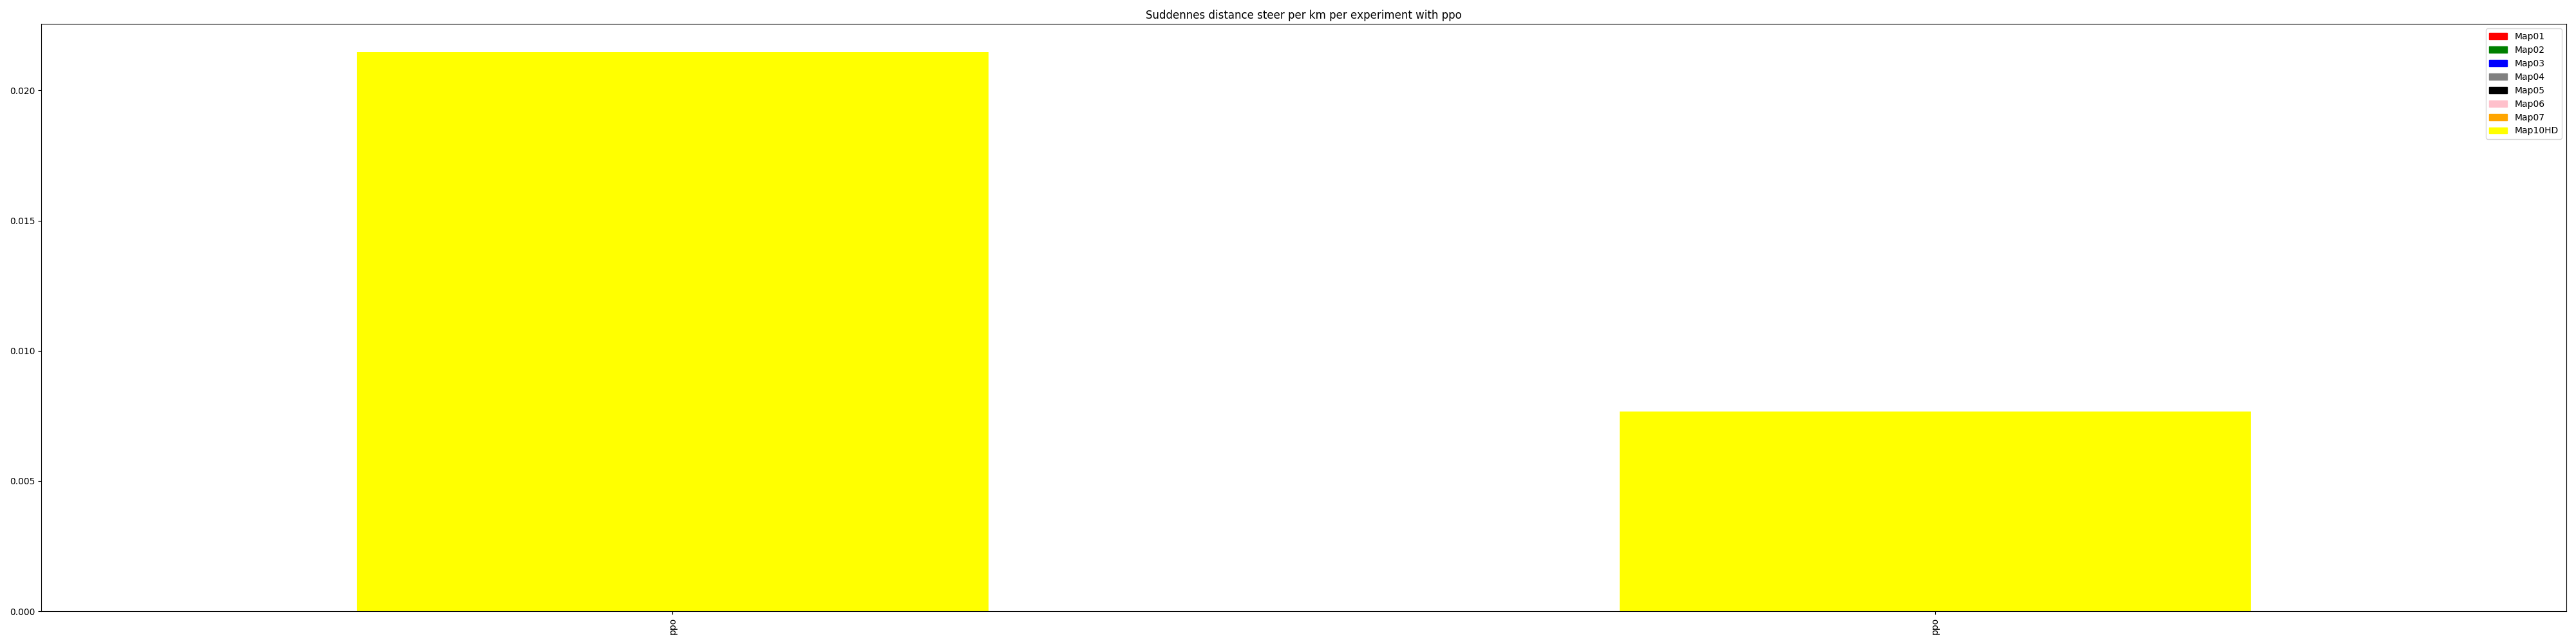 Suddennes distance steer per km per experiment with ppo
Map01
Map02
Map03
Map04
Map05
Map06
Map07
Map10HD
0.020
0.015
0.010
0.005
0.000
ppo
ppo